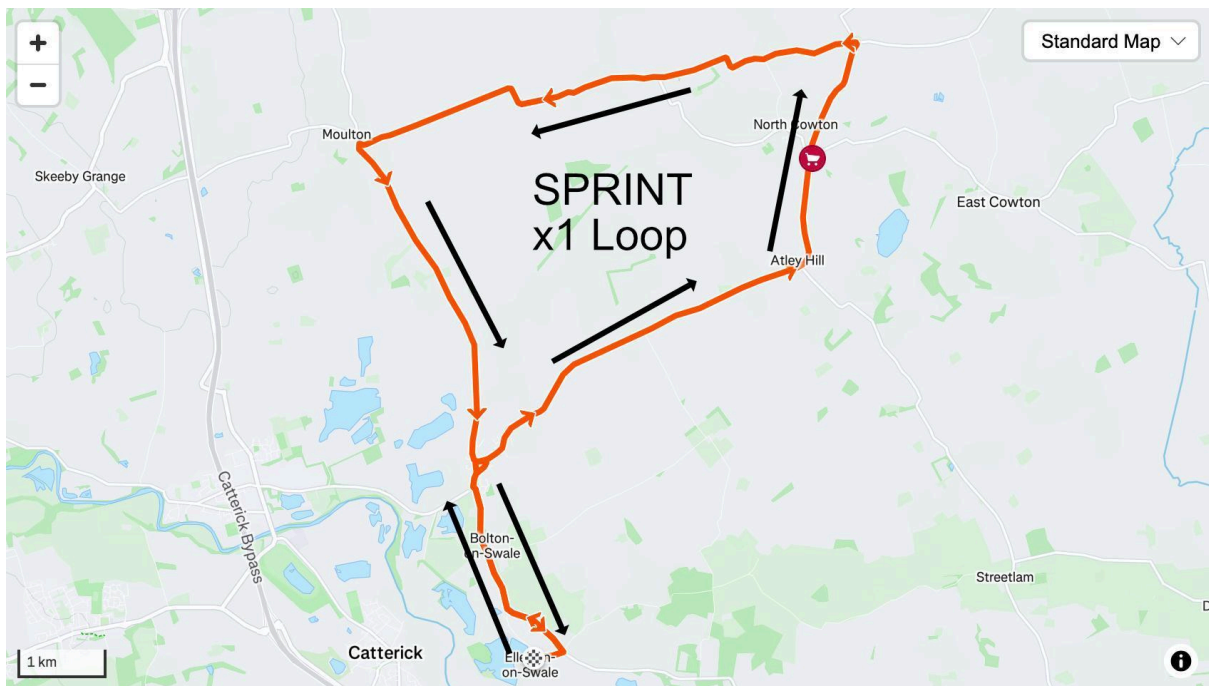 +
−
Standard Map
Moulton
North Cowton
Skeeby Grange
SPRINT
x1 Loop
East Cowton
Atley Hill
Catterick Bypass
Bolton-
on-Swale
Streetlam
Catterick
on-Swale
1 km
i